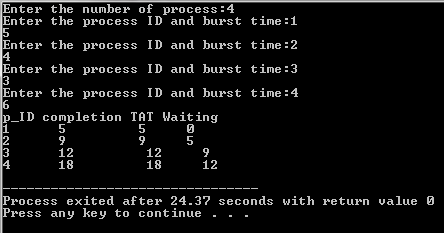 Enter the number of process:4
Enter the process ID and burst time:1
5
Enter the process ID and burst time:2
4
Enter the process ID and burst time:3
3
Enter the process ID and burst time:4
6
p_ID completion TAT Waiting
1 5 5 0
2 9 9 5
3 12 12 9
4 18 18 12
--------------------------------
Process exited after 24.37 seconds with return value 0
Press any key to continue . . .